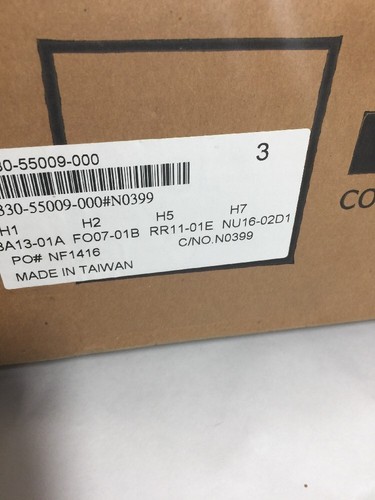 30-55009-000
3
330-55009-000#N0399
H1 H2 H5 H7
3A13-01A FO07-01B RR11-01E NU16-02D1
PO# NF1416 C/NO.N0399
MADE IN TAIWAN
CO